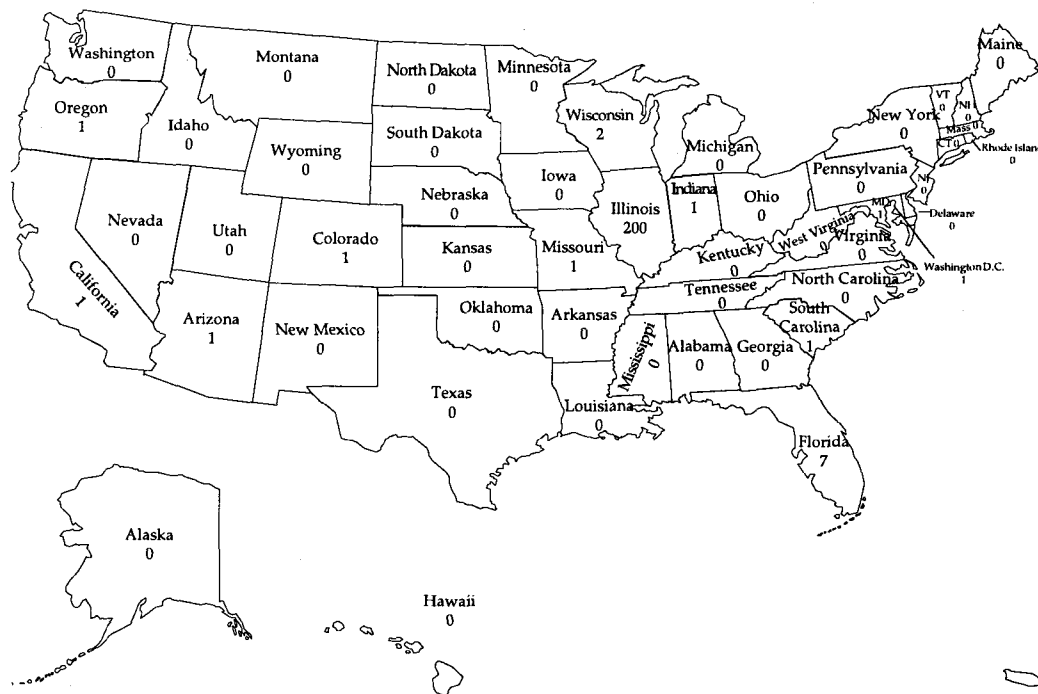 Washington
0
Montana
0
North Dakota
0
Minnesota
0
Maine
0
Oregon
1
Idaho
0
Wyoming
0
South Dakota
0
Wisconsin
2
Michigan
0
New York
0
VT
0
NH
0
Mass 0
CT 0
Rhode Island
0
Nevada
0
Utah
0
Colorado
1
Nebraska
0
Iowa
0
Illinois
200
Indiana
1
Ohio
0
Pennsylvania
0
NJ
0
MD
1
Delaware
0
California
1
Kansas
0
Missouri
1
Kentucky
0
West Virginia
0
Virginia
0
Washington D.C.
1
Arizona
1
New Mexico
0
Oklahoma
0
Arkansas
0
Tennessee
0
North Carolina
0
South
Carolina
1
Texas
0
Louisiana
0
Mississippi
0
Alabama
0
Georgia
0
Florida
7
Alaska
0
Hawaii
0